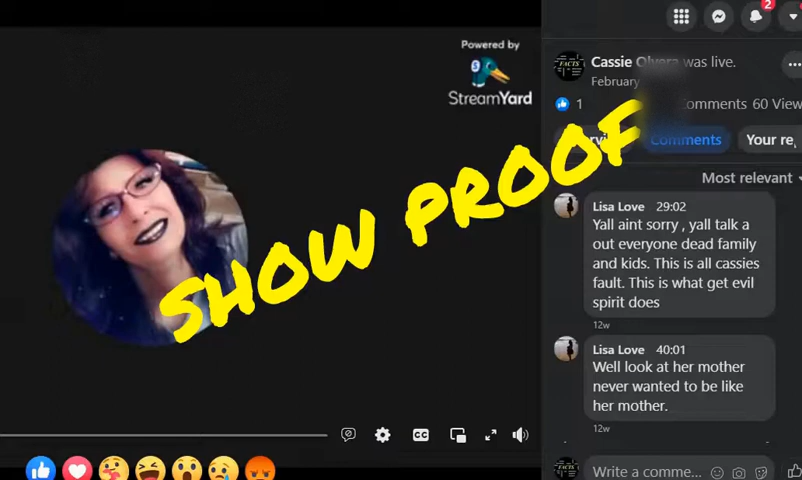 2
Powered by
StreamYard
FACTS
Cassie Olvera was live.
February
1
Comments 60 View
Comments
Your re
Most relevant
SHOW PROOF
Lisa Love 29:02
Yall aint sorry , yall talk a
out everyone dead family
and kids. This is all cassies
fault. This is what get evil
spirit does
12w
Lisa Love 40:01
Well look at her mother
never wanted to be like
her mother.
12w
CC
FACTS
Write a comme...